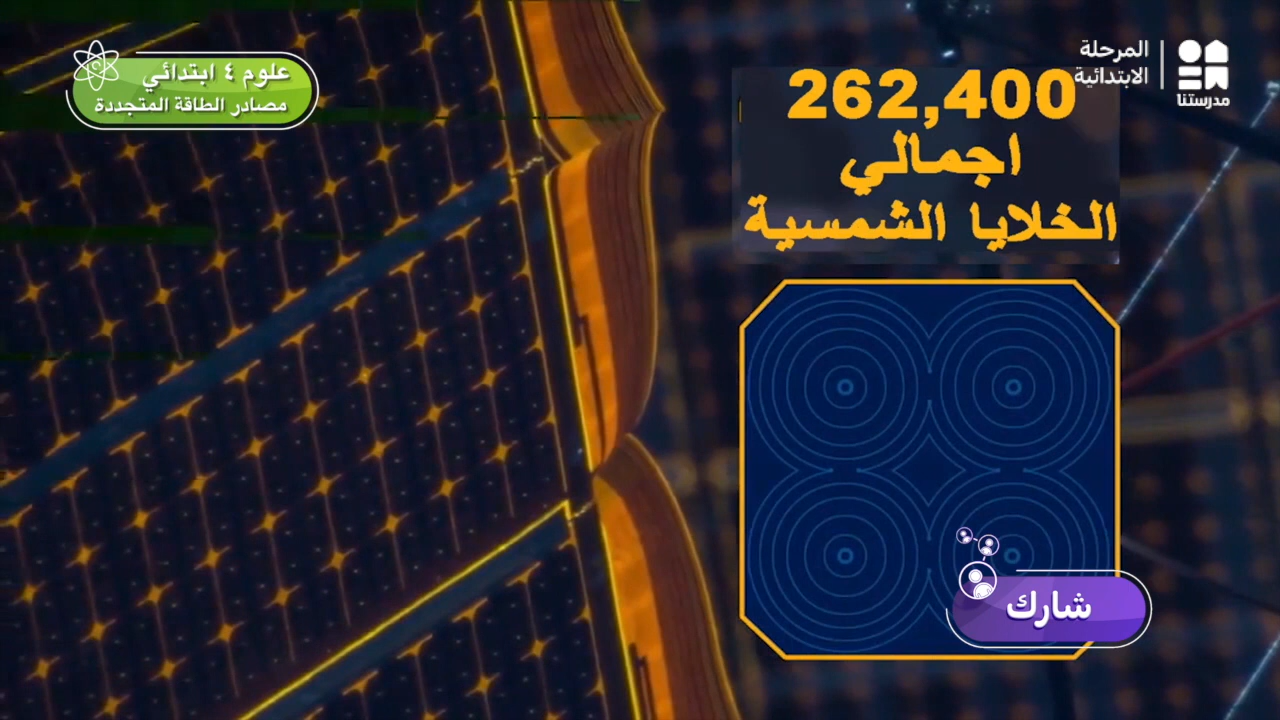 المرحلة
الابتدائية
مدرستنا
علوم ٤ ابتدائي
مصادر الطاقة المتجددة
262,400
اجمالي
الخلايا الشمسية
شارك